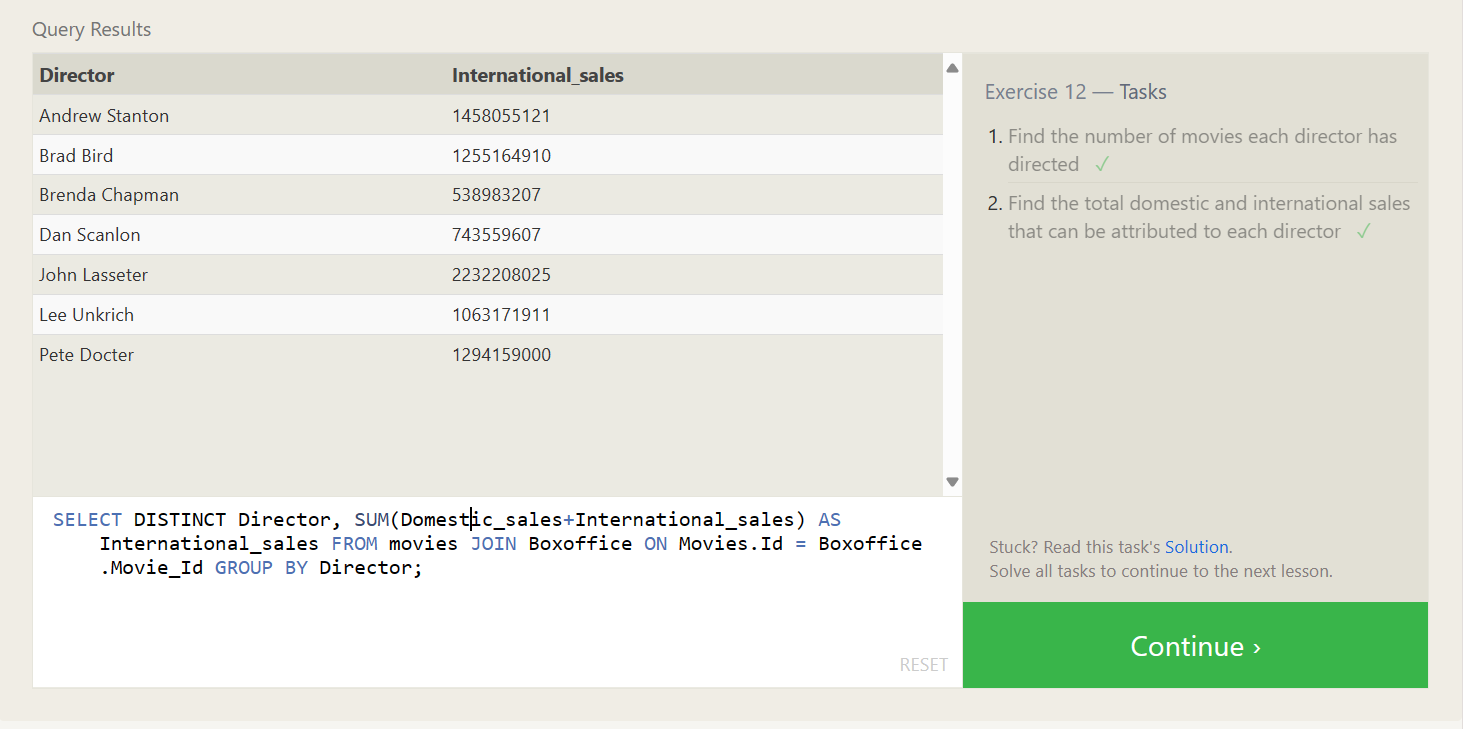 Query Results
Director International_sales
Andrew Stanton 1458055121
Brad Bird 1255164910
Brenda Chapman 538983207
Dan Scanlon 743559607
John Lasseter 2232208025
Lee Unkrich 1063171911
Pete Docter 1294159000
SELECT DISTINCT Director, SUM(Domestic_sales+International_sales) AS
International_sales FROM movies JOIN Boxoffice ON Movies.Id = Boxoffice
.Movie_Id GROUP BY Director;
RESET
Exercise 12 — Tasks
1. Find the number of movies each director has
directed ✓
2. Find the total domestic and international sales
that can be attributed to each director ✓
Stuck? Read this task's Solution.
Solve all tasks to continue to the next lesson.
Continue ›